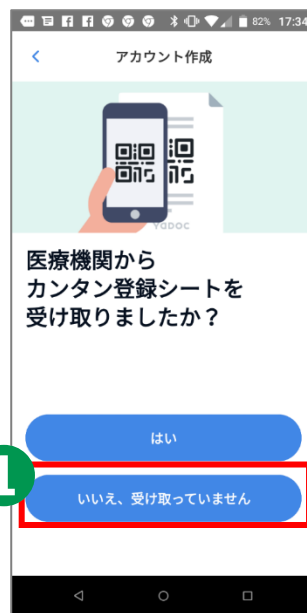 82% 17:34
アカウント作成
YaDOC
医療機関から
カンタン登録シートを
受け取りましたか？
はい
1
いいえ、受け取っていません